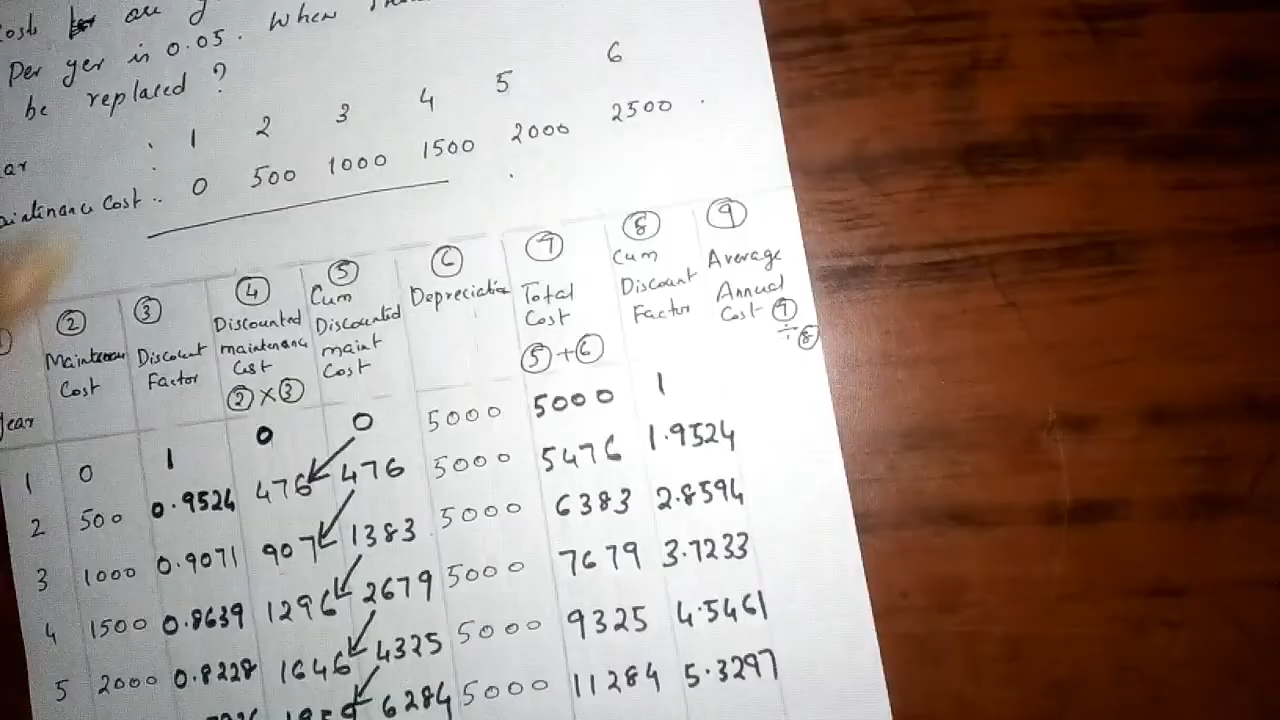 are
Per yer is 0.05. When
be replaced ?
: 1 2 3 4 5 6
Cost : 0 500 1000 1500 2000 2500
② ③ ④ ⑤ ⑥ ⑦ ⑧ ⑨
year Cost Discount Factor Discounted maintenance Cost ②×③ Cum Discounted maint Cost Total Cost ⑤+⑥ Cum Discount Factor Average Annual Cost ⑦÷⑧
1 0 1 0 0 5000 5000 1
2 500 0.9524 476 476 5000 5476 1.9524
3 1000 0.9071 907 1383 5000 6383 2.8594
4 1500 0.8639 1296 2679 5000 7679 3.7233
5 2000 0.8228 1646 4325 5000 9325 4.5461
6284 5000 11284 5.3297